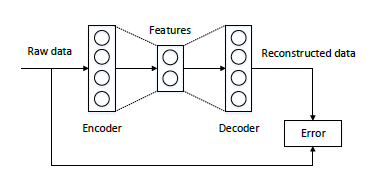 Features
Raw data
Reconstructed data
Encoder
Decoder
Error